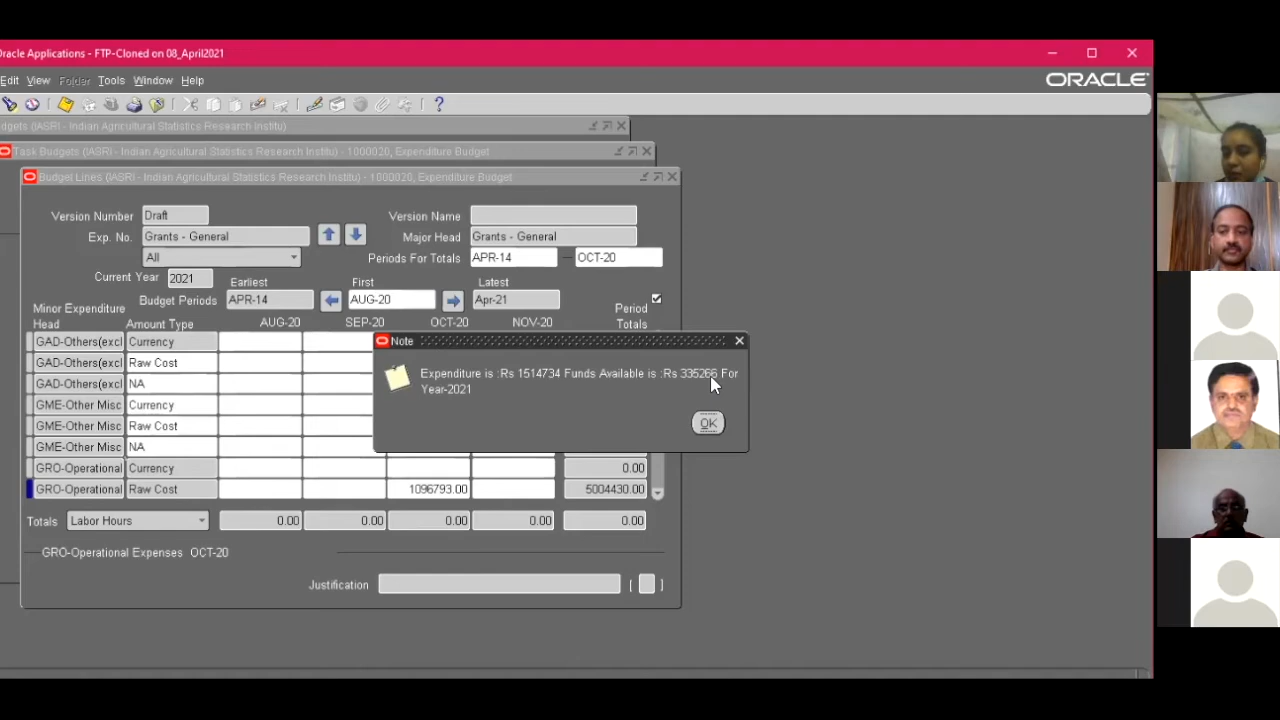 Oracle Applications - FTP-Cloned on 08_April2021
Edit View Folder Tools Window Help
ORACLE
dgets (IASRI - Indian Agricultural Statistics Research Institu)
Task Budgets (IASRI - Indian Agricultural Statistics Research Institu) - 1000020, Expenditure Budget
Budget Lines (IASRI - Indian Agricultural Statistics Research Institu) - 1000020, Expenditure Budget
Version Number Draft Version Name
Exp. No. Grants - General Major Head Grants - General
All Periods For Totals APR-14 - OCT-20
Current Year 2021 Earliest First Latest
Budget Periods APR-14 AUG-20 Apr-21 Period
Minor Expenditure
Head Amount Type AUG-20 SEP-20 OCT-20 NOV-20 Totals
GAD-Others(excl Currency
GAD-Others(excl Raw Cost
GAD-Others(excl NA
GME-Other Misc Currency
GME-Other Misc Raw Cost
GME-Other Misc NA
GRO-Operational Currency 0.00
GRO-Operational Raw Cost 1096793.00 5004430.00
Note
Expenditure is :Rs 1514734 Funds Available is :Rs 335266 For
Year-2021
OK
Totals Labor Hours 0.00 0.00 0.00 0.00 0.00
GRO-Operational Expenses OCT-20
Justification [ ]